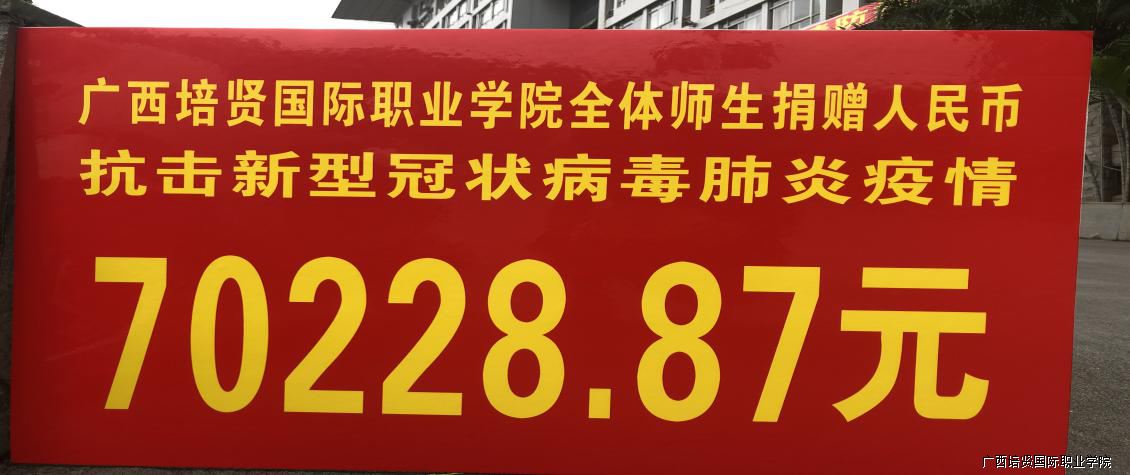 广西培贤国际职业学院全体师生捐赠人民币
抗击新型冠状病毒肺炎疫情
70228.87元
广西培贤国际职业学院